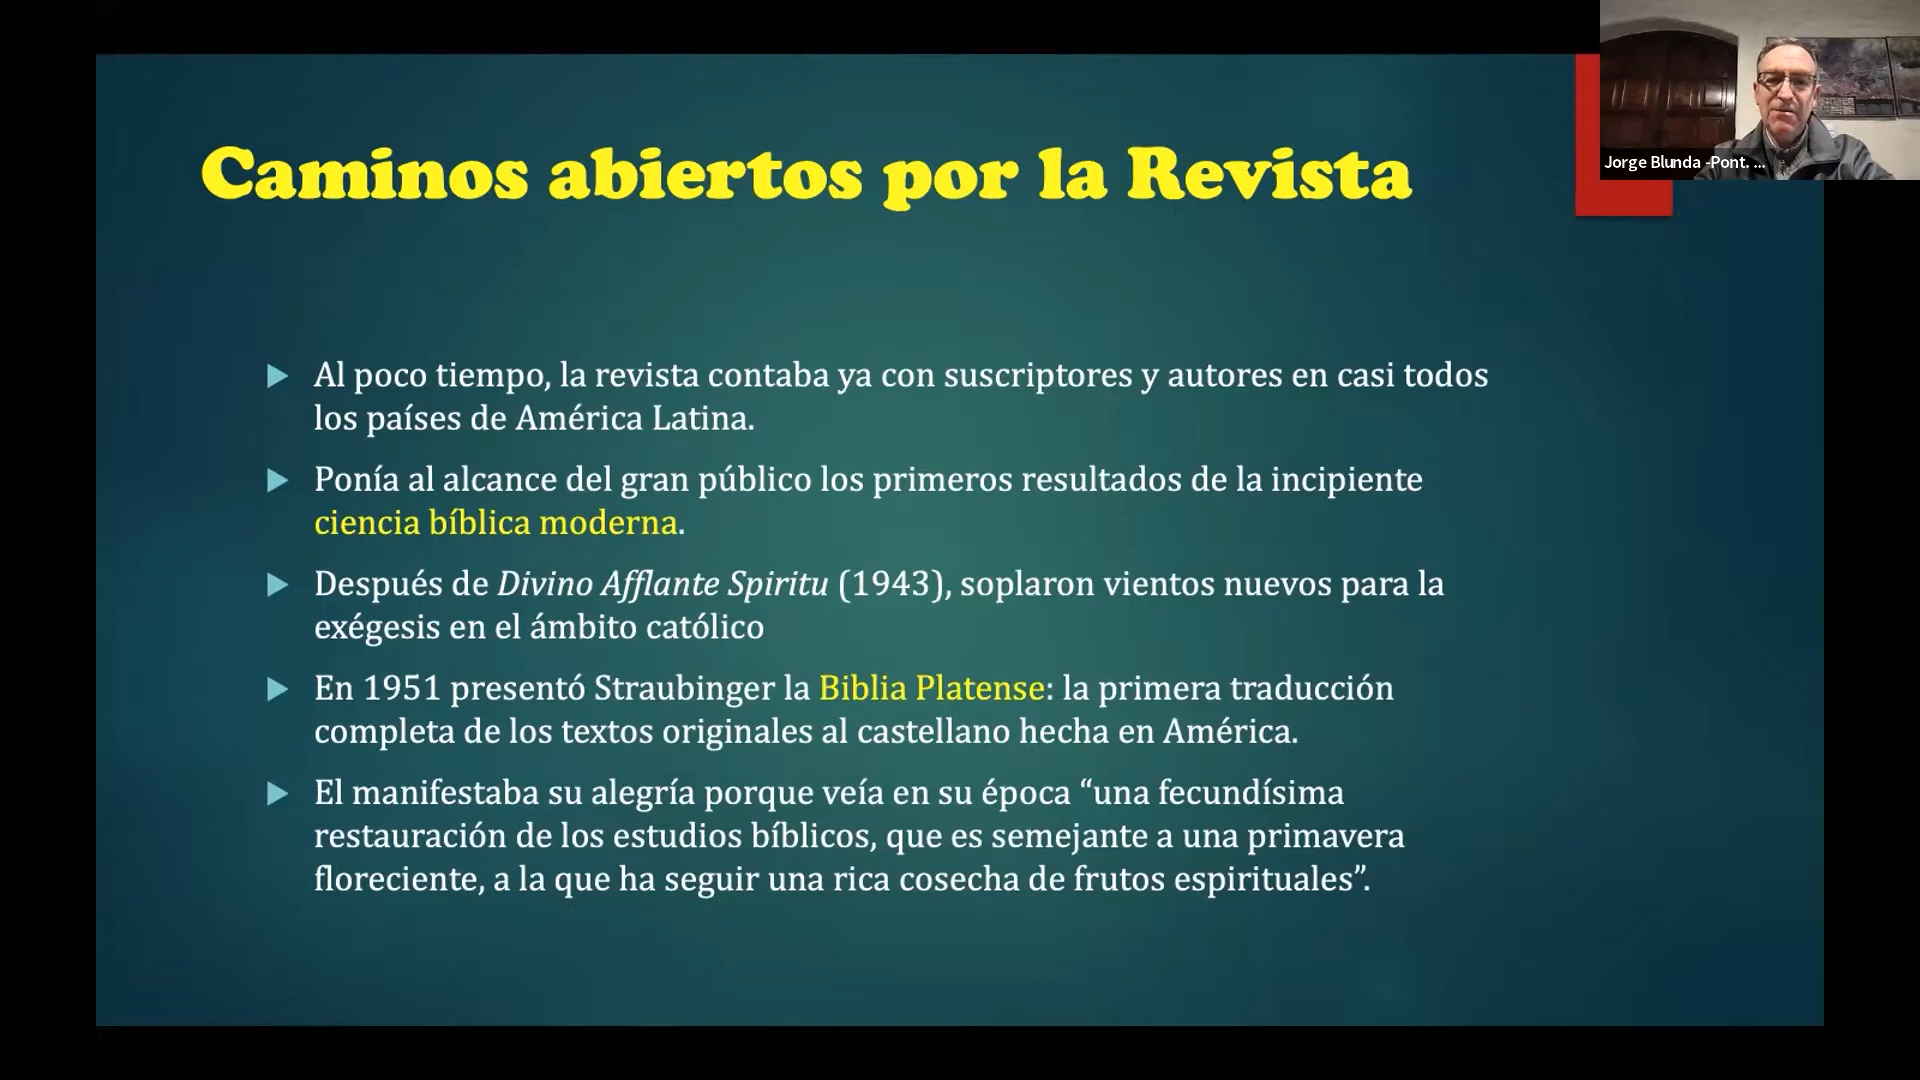 Caminos abiertos por la Revista
Jorge Blunda -Pont. ...
Al poco tiempo, la revista contaba ya con suscriptores y autores en casi todos
los países de América Latina.
Ponía al alcance del gran público los primeros resultados de la incipiente
ciencia bíblica moderna.
Después de Divino Afflante Spiritu (1943), soplaron vientos nuevos para la
exégesis en el ámbito católico
En 1951 presentó Straubinger la Biblia Platense: la primera traducción
completa de los textos originales al castellano hecha en América.
El manifestaba su alegría porque veía en su época “una fecundísima
restauración de los estudios bíblicos, que es semejante a una primavera
floreciente, a la que ha seguir una rica cosecha de frutos espirituales”.